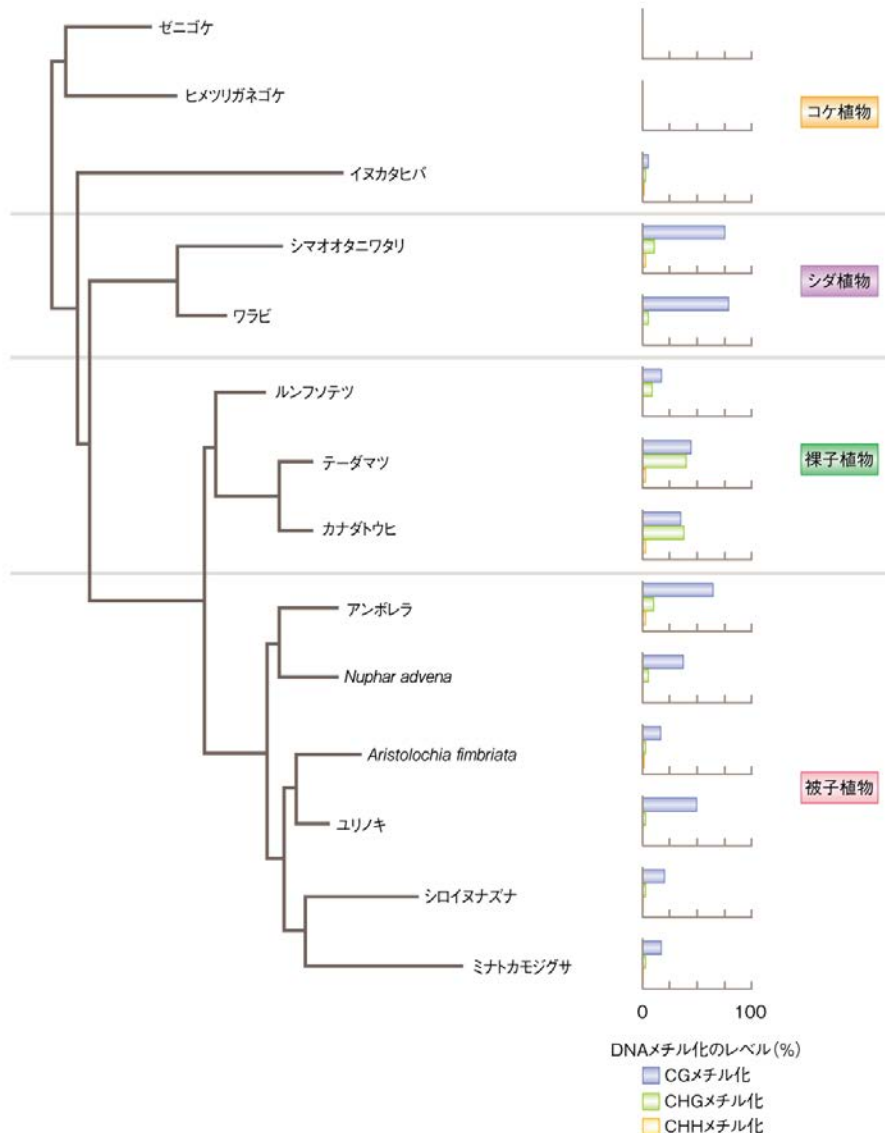 ゼニゴケ
ヒメツリガネゴケ
コケ植物
イヌカタヒバ
シマオオタニワタリ
シダ植物
ワラビ
ルンフソテツ
テーダマツ
裸子植物
カナダトウヒ
アンボレラ
Nuphar advena
Aristolochia fimbriata
被子植物
ユリノキ
シロイヌナズナ
ミナトカモジグサ
0 100
DNAメチル化のレベル(%)
CGメチル化
CHGメチル化
CHHメチル化